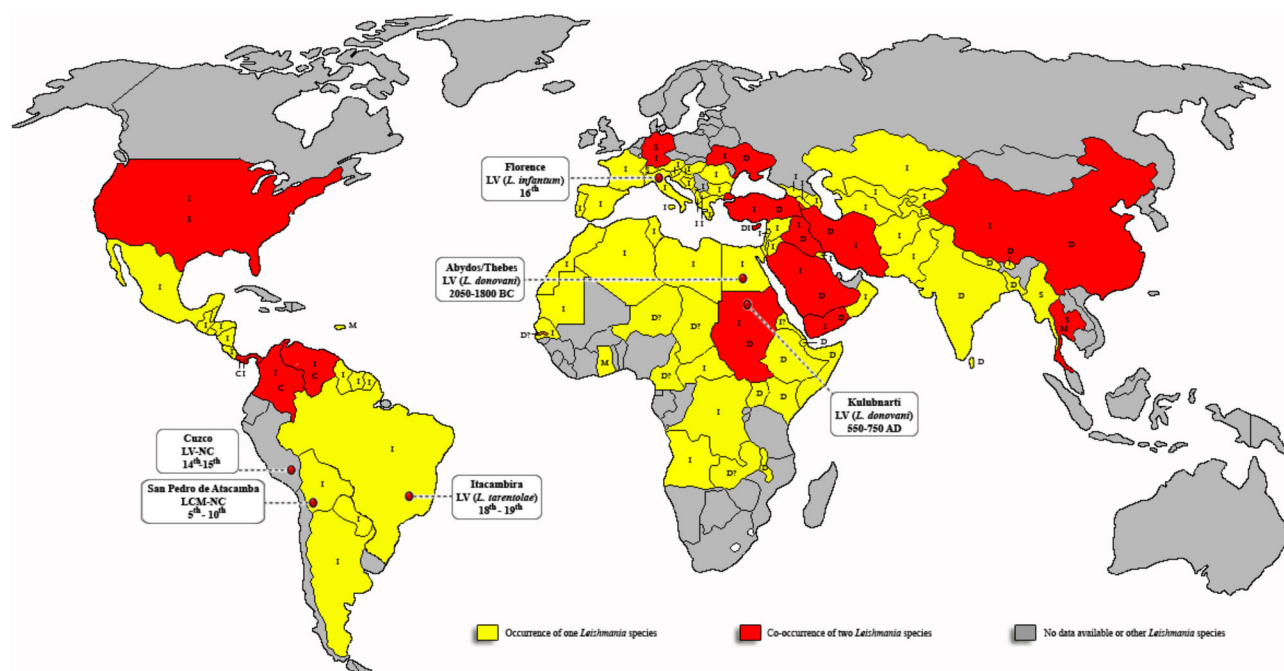 Florence
LV (L. infantum)
16th
Abydos/Thebes
LV (L. donovani)
2050-1800 BC
Kulubnarti
LV (L. donovani)
550-750 AD
Cuzco
LV-NC
14th-15th
San Pedro de Atacamba
LCM-NC
5th - 10th
Itacambira
LV (L. tarentolae)
18th - 19th
I
S
I
M
C I
I
C
I
C
I
I
I
S
I
I
D
I
D
D I
I
D
D?
D?
D?
D?
M
I
D
I
D
S
S
M
Occurrence of one Leishmania species
Co-occurrence of two Leishmania species
No data available or other Leishmania species